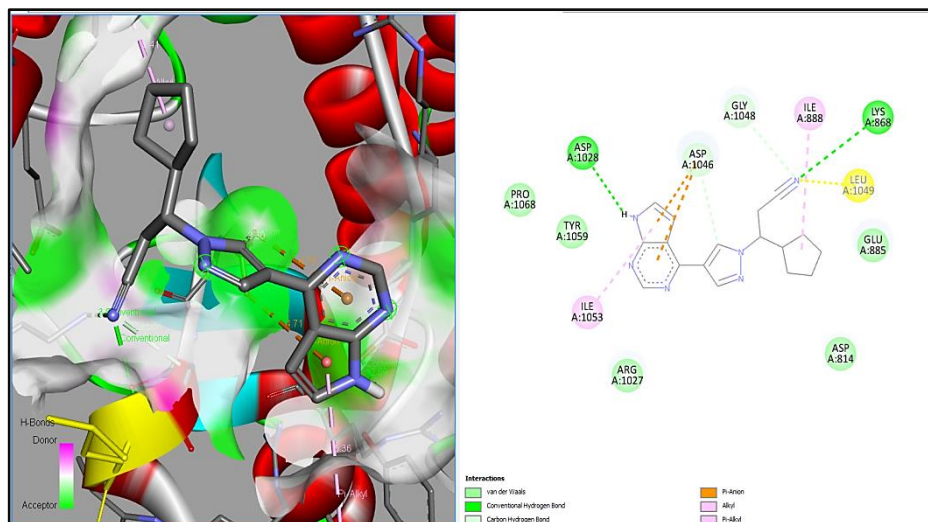 H-Bonds
Donor
Acceptor
Conventional
Pi-Alkyl
GLY
A:1048
ILE
A:888
LYS
A:868
ASP
A:1028
ASP
A:1046
LEU
A:1049
PRO
A:1068
TYR
A:1059
GLU
A:885
H
N
N
N
N
N
N
ILE
A:1053
ASP
A:814
ARG
A:1027
Interactions
van der Waals
Conventional Hydrogen Bond
Carbon Hydrogen Bond
Pi-Anion
Alkyl
Pi-Alkyl